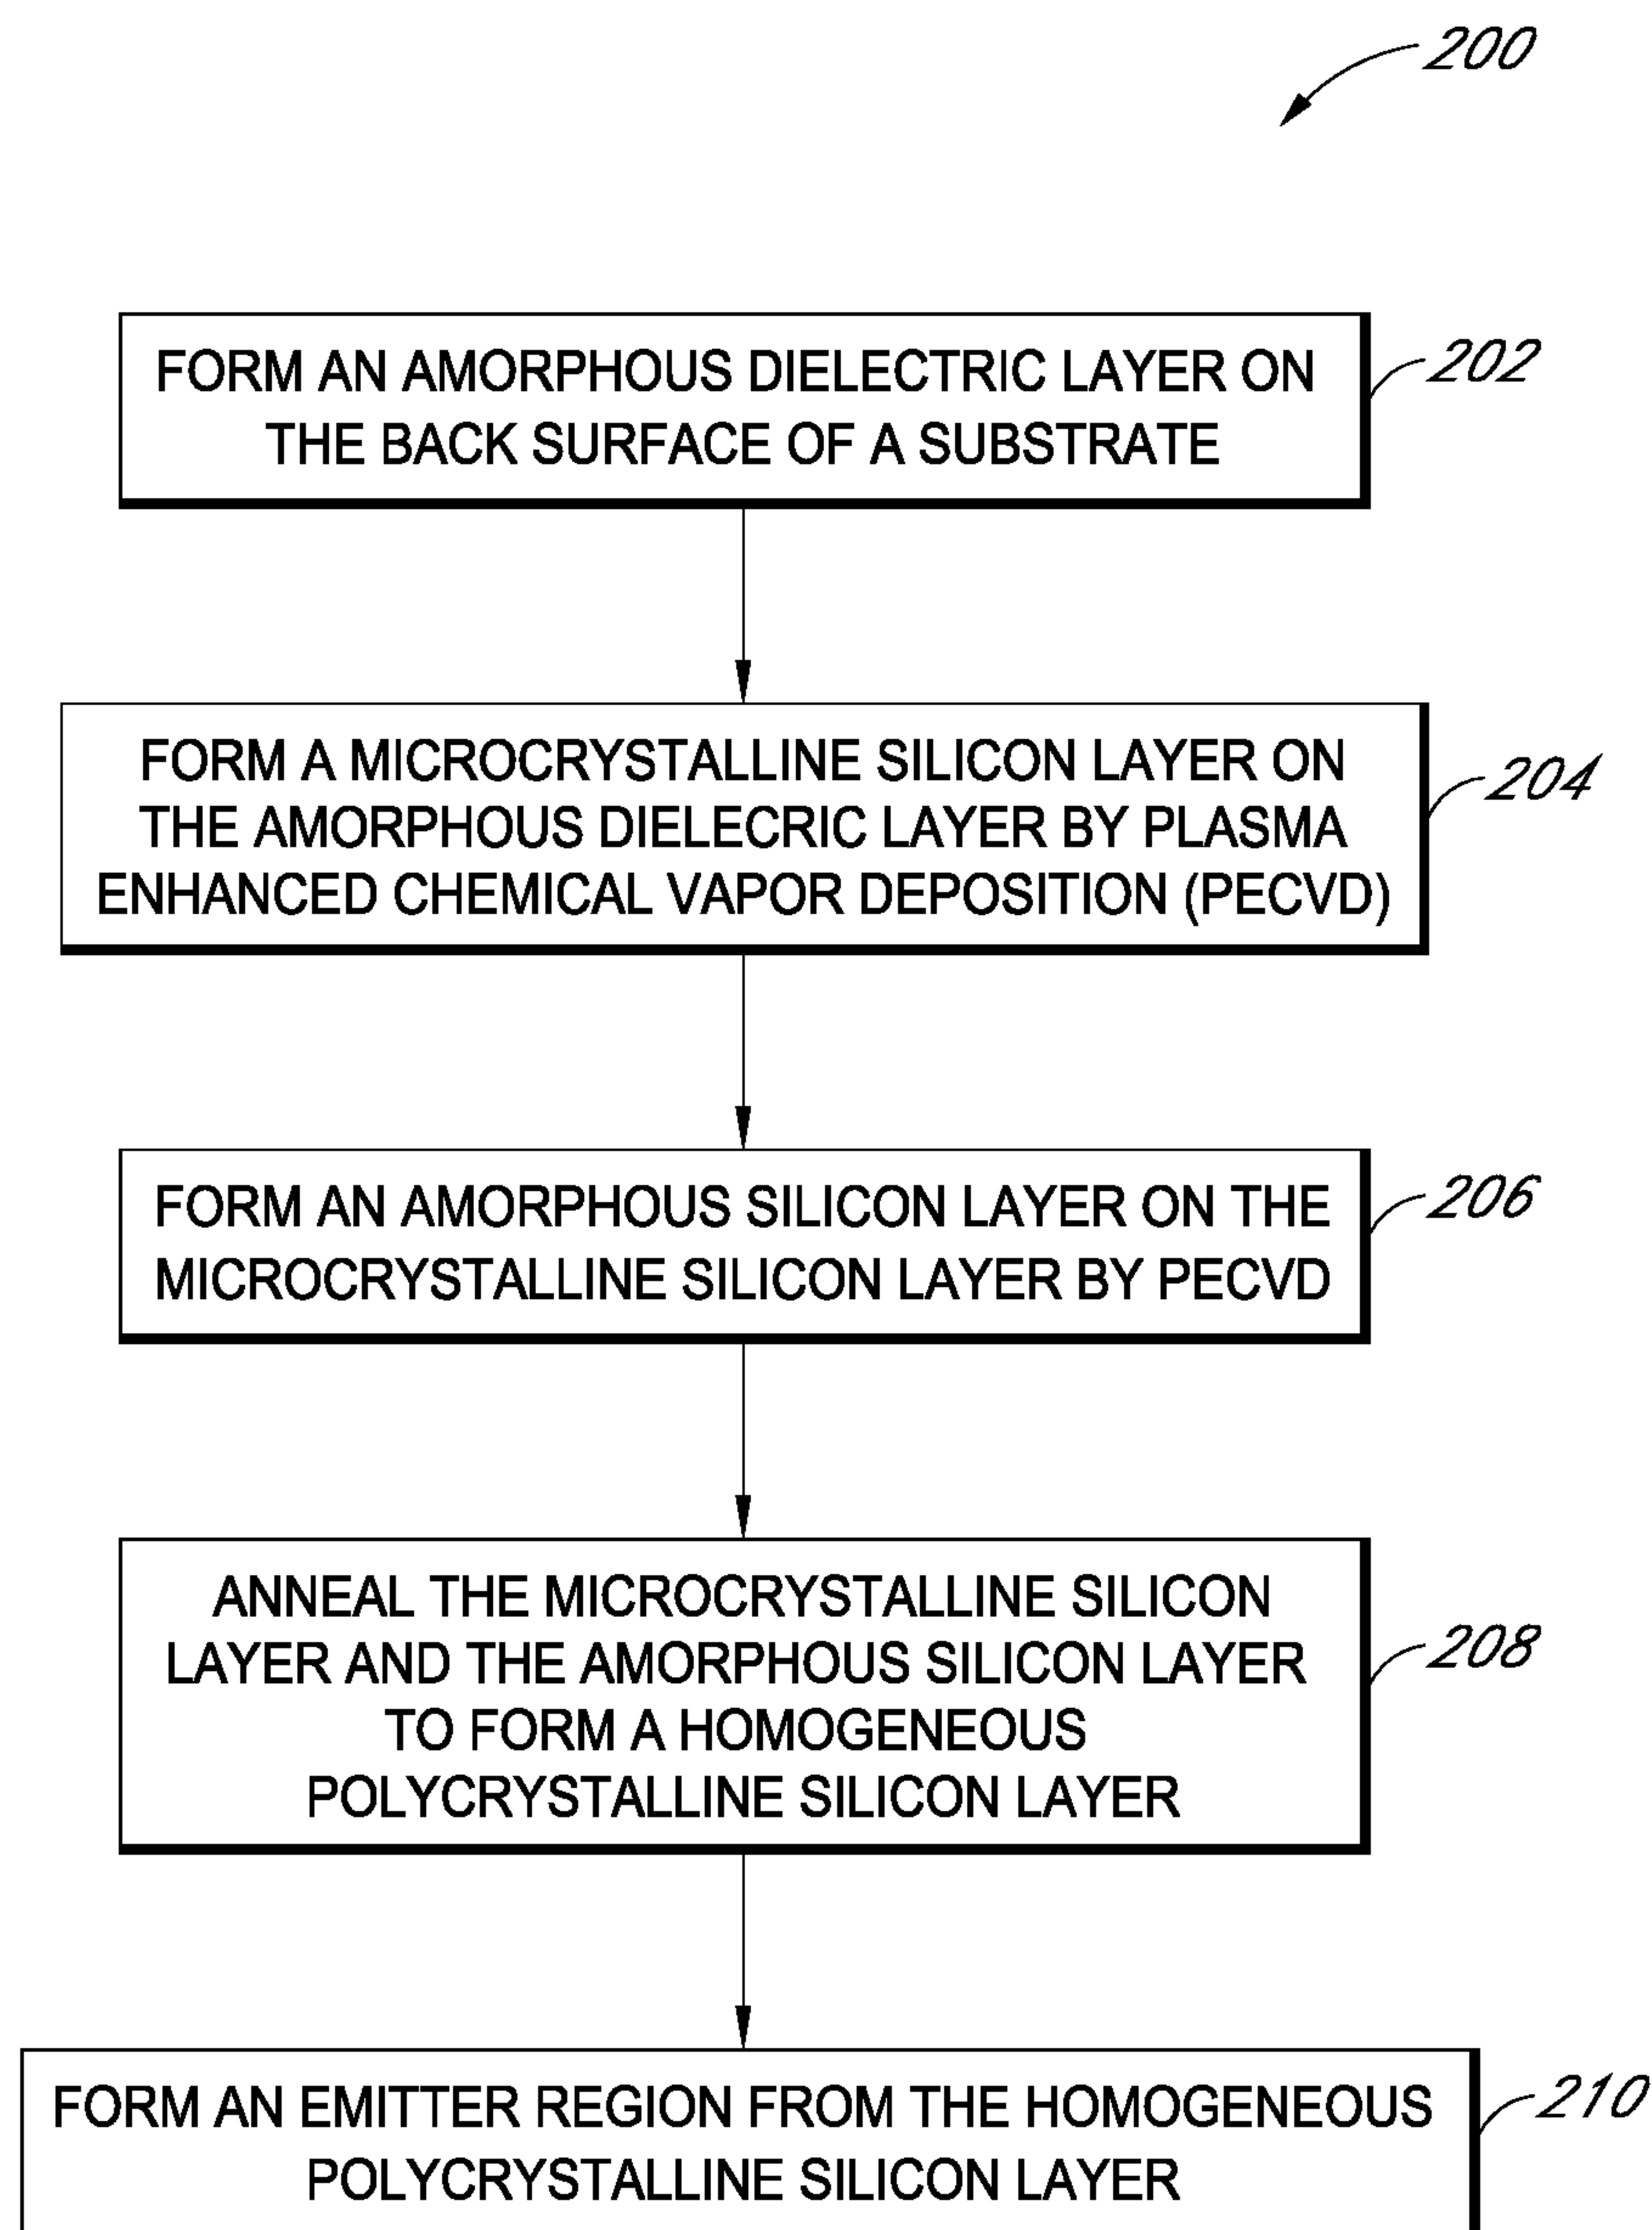 200
FORM AN AMORPHOUS DIELECTRIC LAYER ON
THE BACK SURFACE OF A SUBSTRATE
202
FORM A MICROCRYSTALLINE SILICON LAYER ON
THE AMORPHOUS DIELECRIC LAYER BY PLASMA
ENHANCED CHEMICAL VAPOR DEPOSITION (PECVD)
204
FORM AN AMORPHOUS SILICON LAYER ON THE
MICROCRYSTALLINE SILICON LAYER BY PECVD
206
ANNEAL THE MICROCRYSTALLINE SILICON
LAYER AND THE AMORPHOUS SILICON LAYER
TO FORM A HOMOGENEOUS
POLYCRYSTALLINE SILICON LAYER
208
FORM AN EMITTER REGION FROM THE HOMOGENEOUS
POLYCRYSTALLINE SILICON LAYER
210